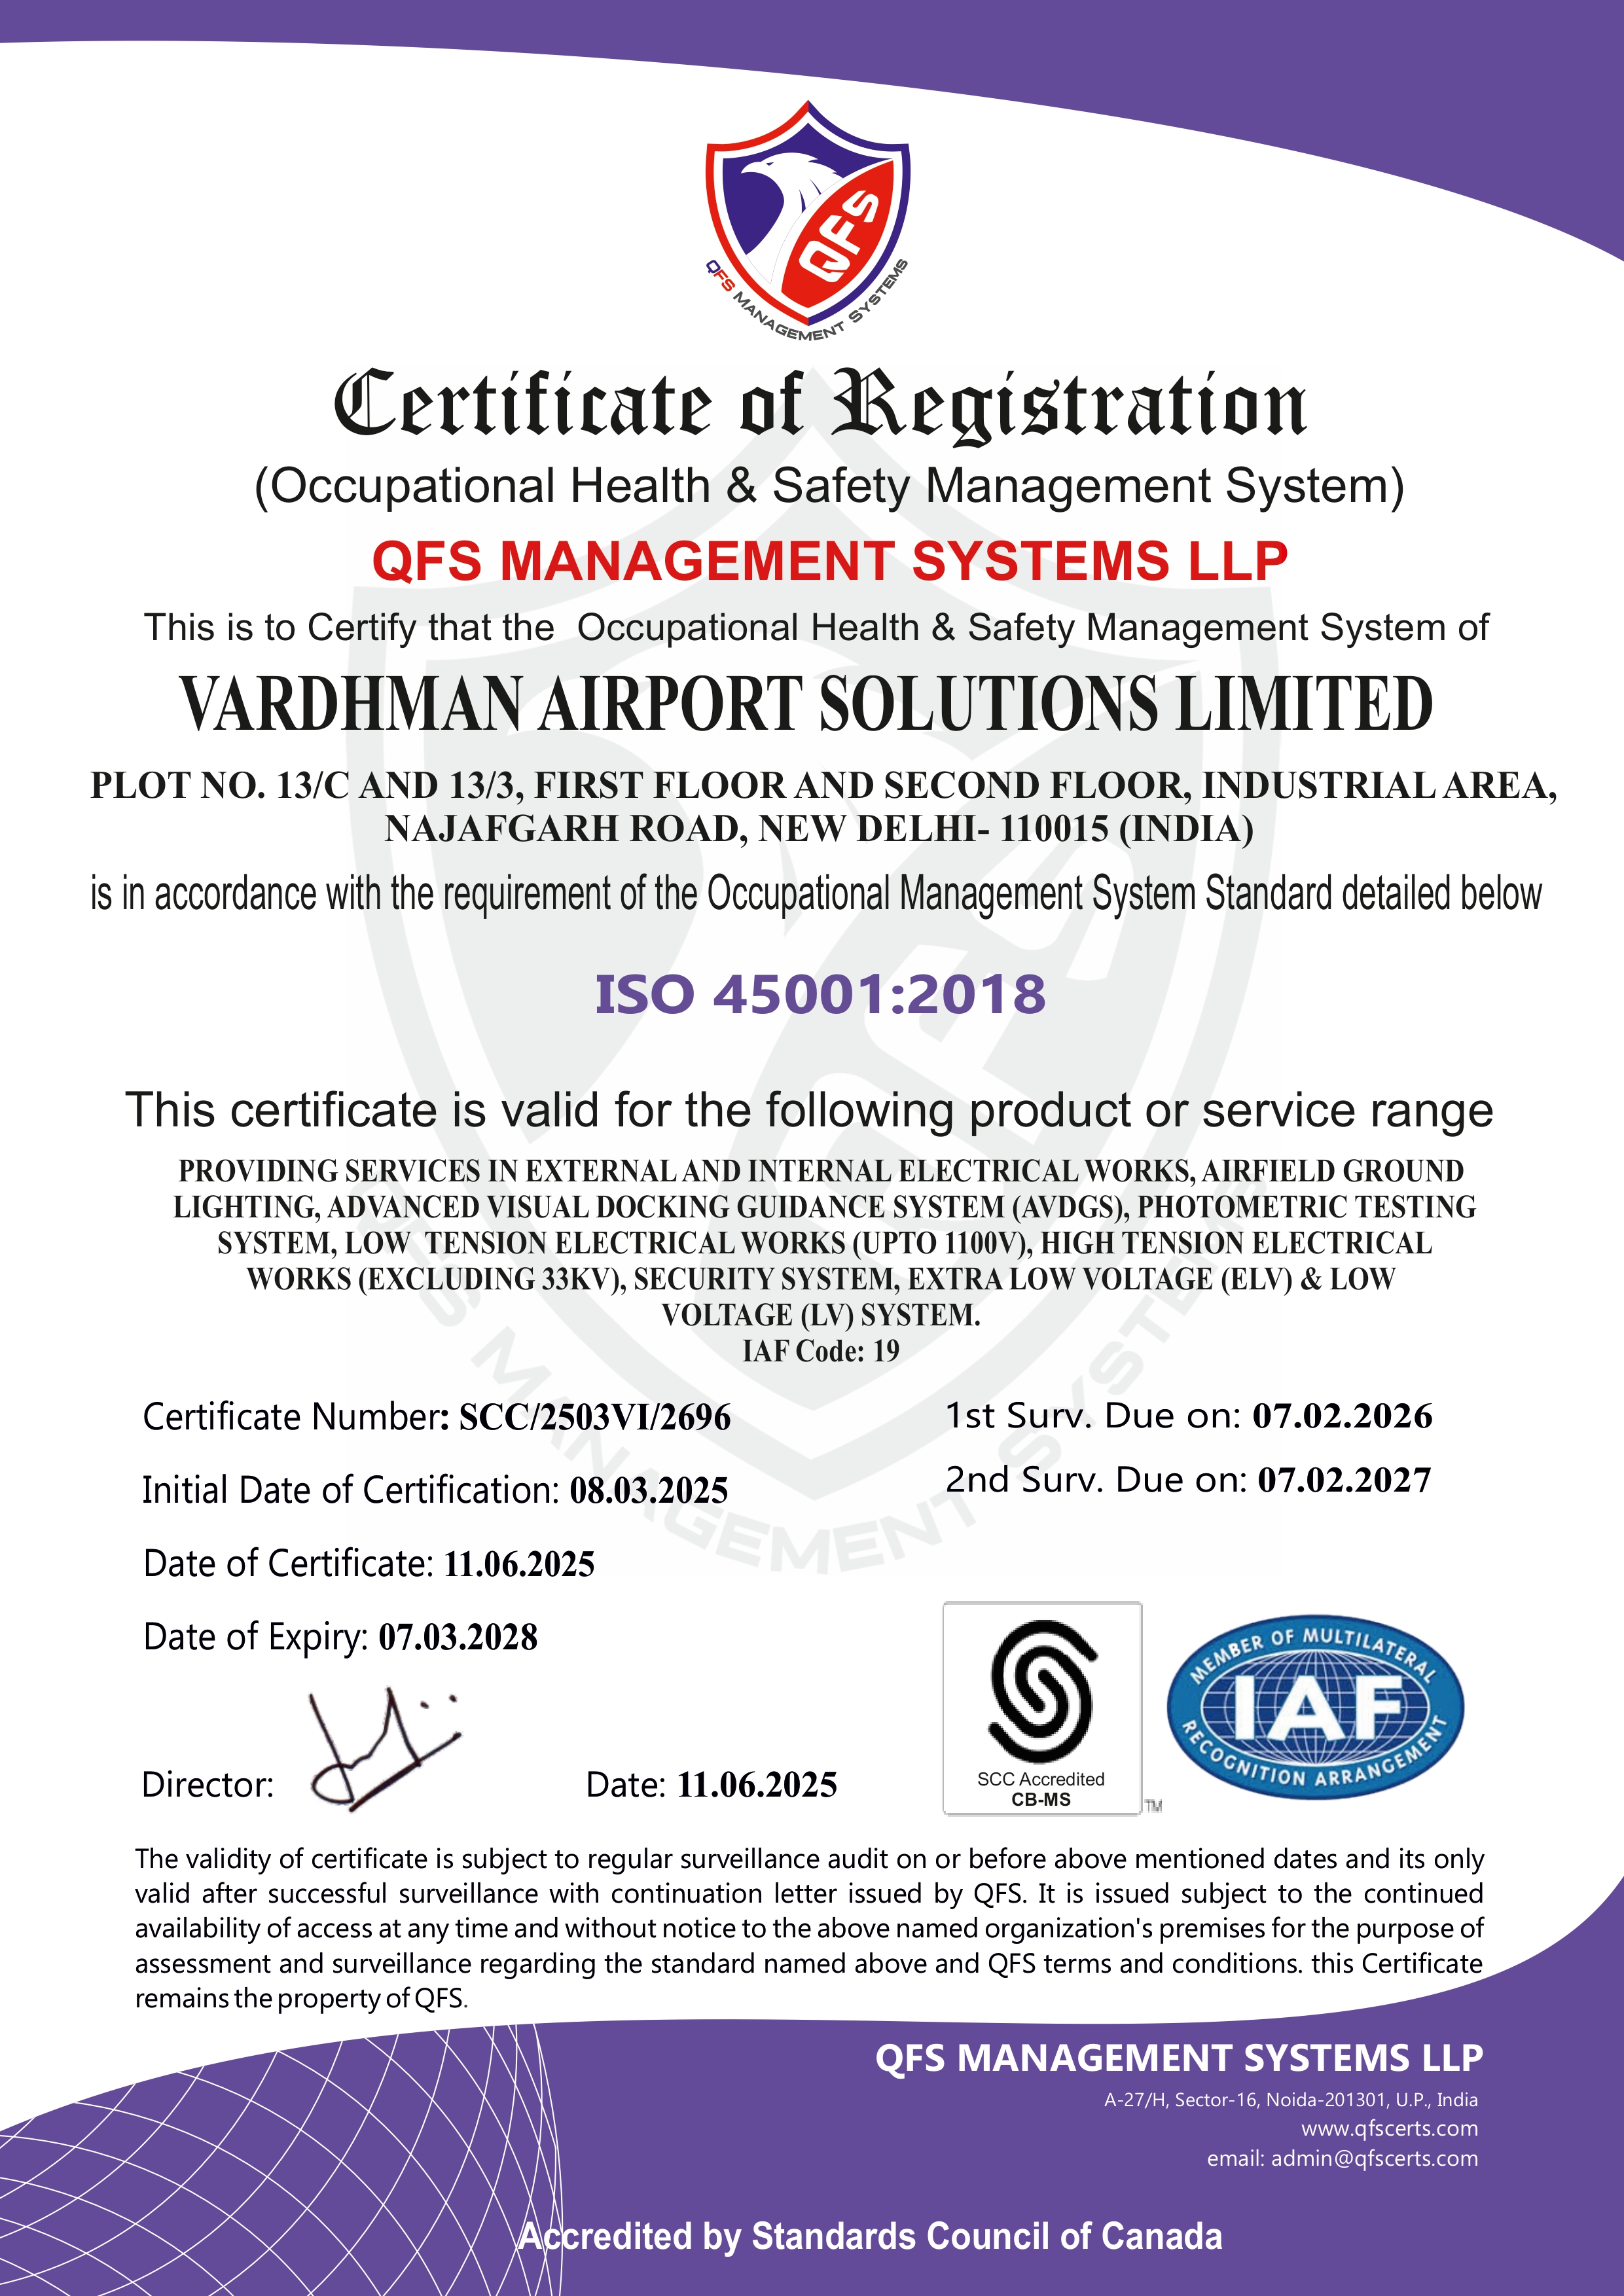 QFS
QFS MANAGEMENT SYSTEMS
Certificate of Registration
(Occupational Health & Safety Management System)
QFS MANAGEMENT SYSTEMS LLP
This is to Certify that the Occupational Health & Safety Management System of
VARDHMAN AIRPORT SOLUTIONS LIMITED
PLOT NO. 13/C AND 13/3, FIRST FLOOR AND SECOND FLOOR, INDUSTRIAL AREA,
NAJAFGARH ROAD, NEW DELHI- 110015 (INDIA)
is in accordance with the requirement of the Occupational Management System Standard detailed below
ISO 45001:2018
This certificate is valid for the following product or service range
PROVIDING SERVICES IN EXTERNAL AND INTERNAL ELECTRICAL WORKS, AIRFIELD GROUND
LIGHTING, ADVANCED VISUAL DOCKING GUIDANCE SYSTEM (AVDGS), PHOTOMETRIC TESTING
SYSTEM, LOW TENSION ELECTRICAL WORKS (UPTO 1100V), HIGH TENSION ELECTRICAL
WORKS (EXCLUDING 33KV), SECURITY SYSTEM, EXTRA LOW VOLTAGE (ELV) & LOW
VOLTAGE (LV) SYSTEM.
IAF Code: 19
Certificate Number: SCC/2503VI/2696
1st Surv. Due on: 07.02.2026
Initial Date of Certification: 08.03.2025
2nd Surv. Due on: 07.02.2027
Date of Certificate: 11.06.2025
Date of Expiry: 07.03.2028
Director:
Date: 11.06.2025
SCC Accredited
CB-MS
TM
MEMBER OF MULTILATERAL
IAF
RECOGNITION ARRANGEMENT
The validity of certificate is subject to regular surveillance audit on or before above mentioned dates and its only
valid after successful surveillance with continuation letter issued by QFS. It is issued subject to the continued
availability of access at any time and without notice to the above named organization's premises for the purpose of
assessment and surveillance regarding the standard named above and QFS terms and conditions. this Certificate
remains the property of QFS.
QFS MANAGEMENT SYSTEMS LLP
A-27/H, Sector-16, Noida-201301, U.P., India
www.qfscerts.com
email: admin@qfscerts.com
Accredited by Standards Council of Canada